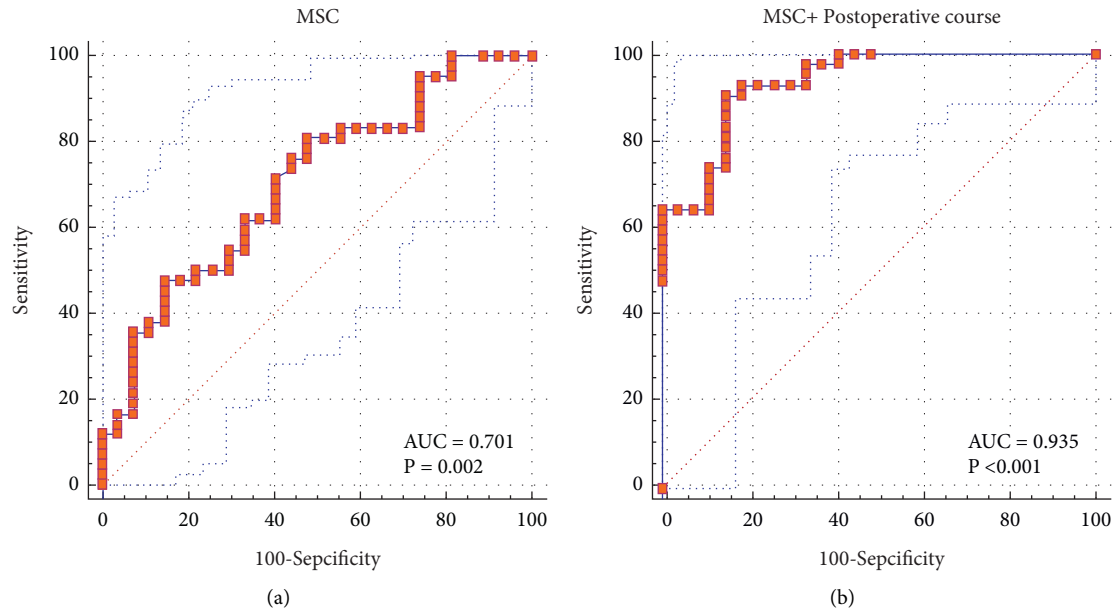 MSC
100
80
60
40
20
0
Sensitivity
AUC = 0.701
P = 0.002
0 20 40 60 80 100
100-Sepcificity
(a)
MSC+ Postoperative course
100
80
60
40
20
0
Sensitivity
AUC = 0.935
P <0.001
0 20 40 60 80 100
100-Sepcificity
(b)